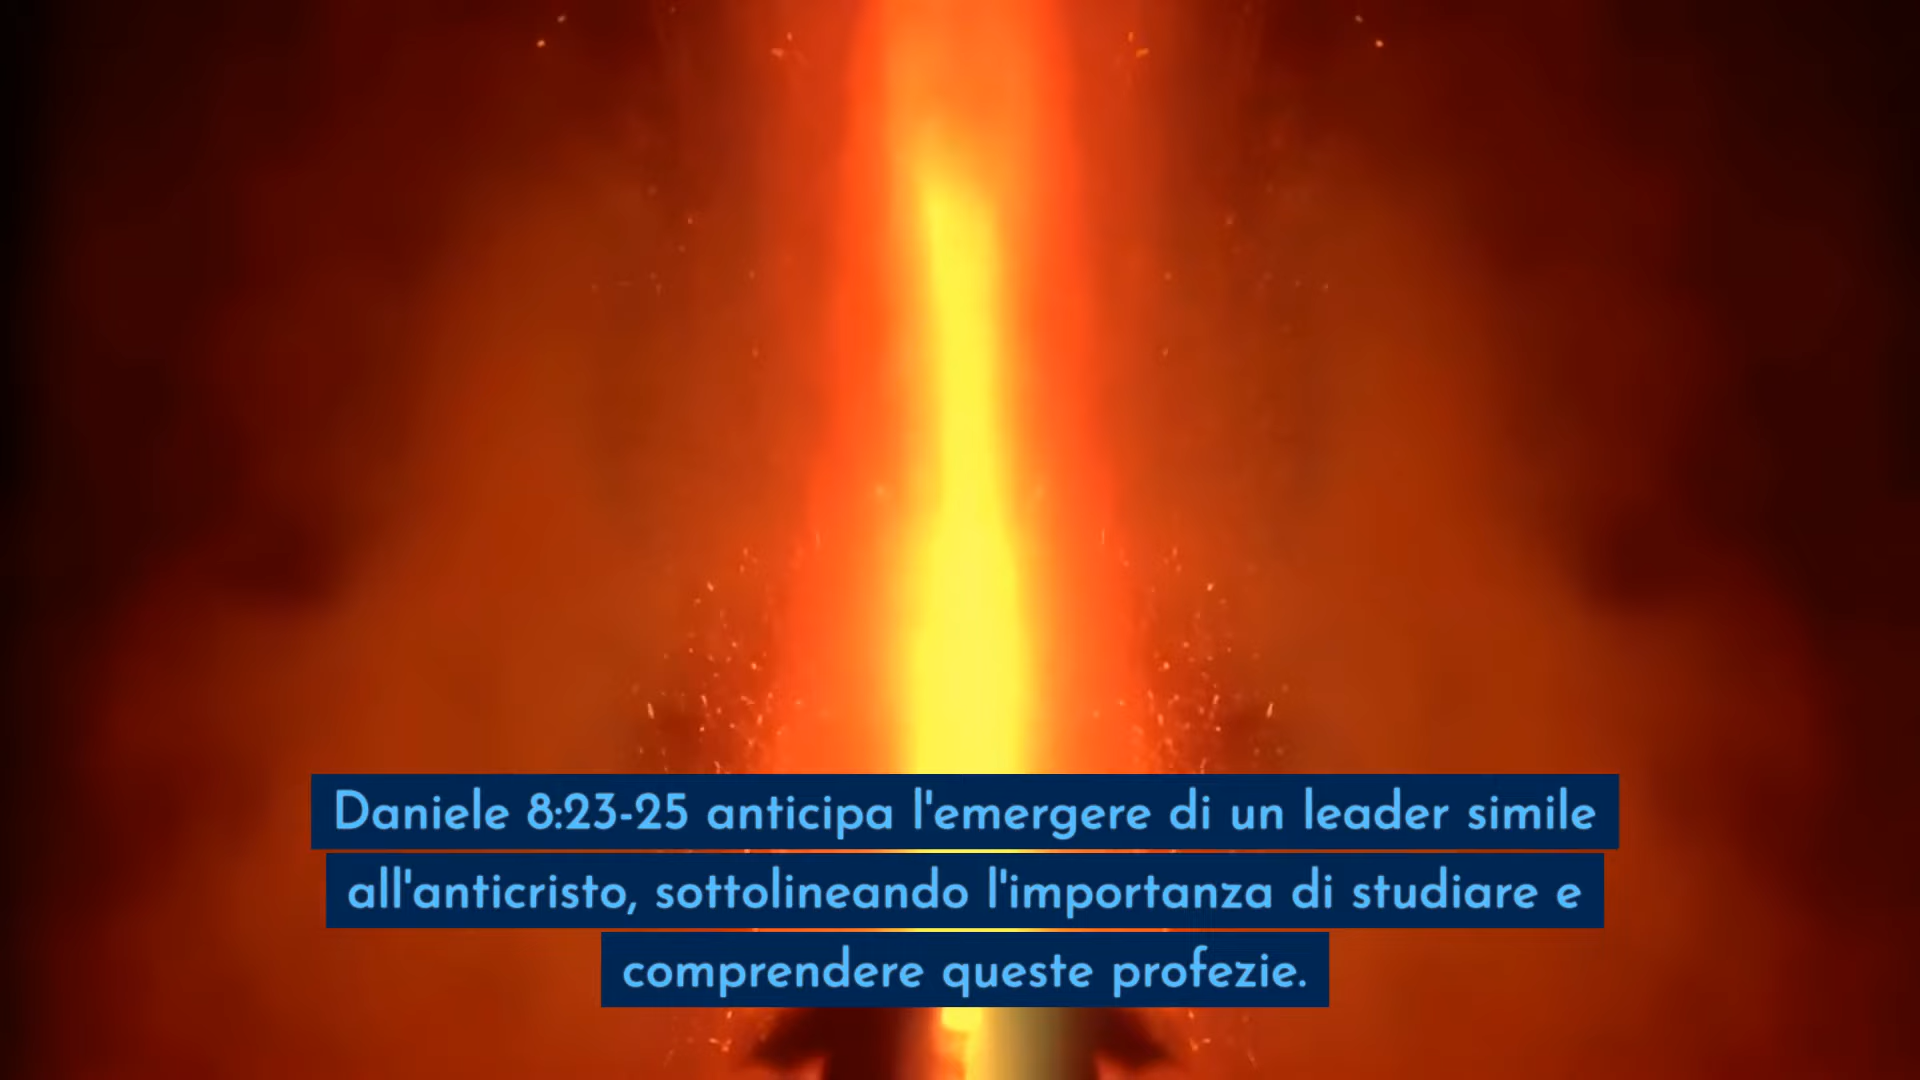 Daniele 8:23-25 anticipa l'emergere di un leader simile
all'anticristo, sottolineando l'importanza di studiare e
comprendere queste profezie.